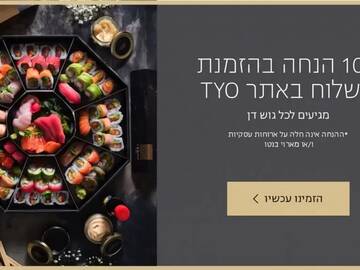 10 הנחה בהזמנת
שלוח באתר TYO
מגיעים לכל גוש דן
*ההנחה אינה חלה על ארוחות עסקיות
ו/או מארזי בנטו
הזמינו עכשיו